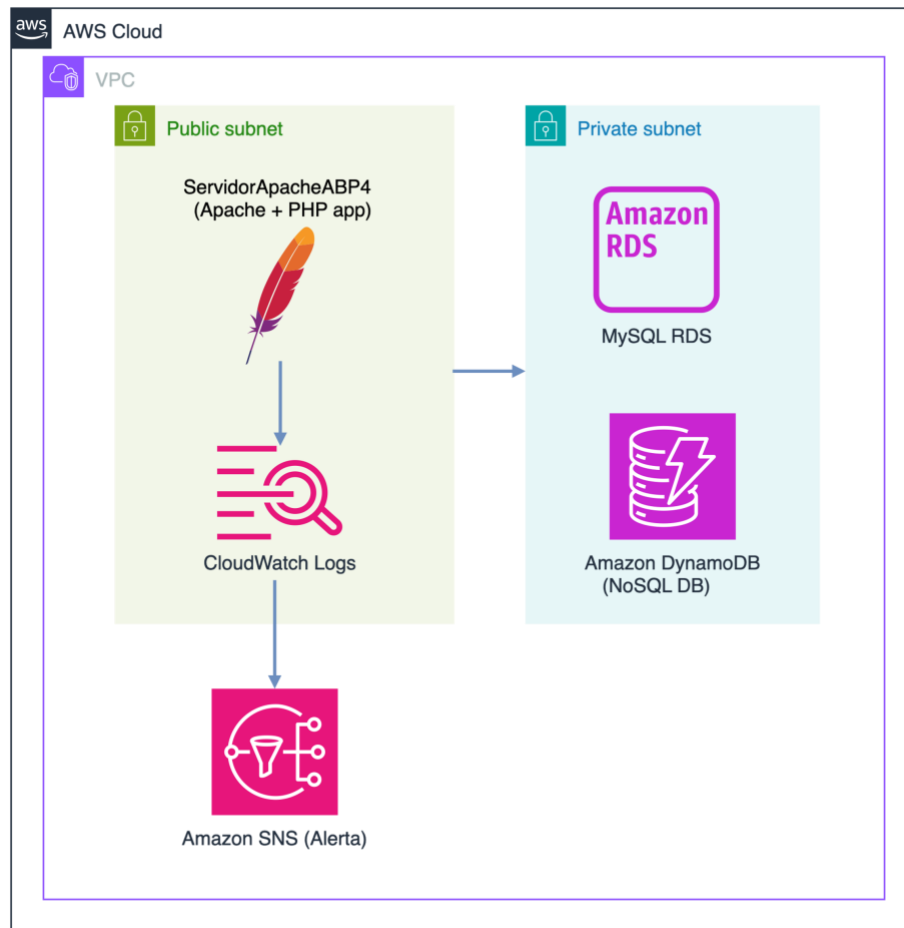 aws
AWS Cloud
VPC
Public subnet
ServidorApacheABP4
(Apache + PHP app)
CloudWatch Logs
Amazon SNS (Alerta)
Private subnet
Amazon
RDS
MySQL RDS
Amazon DynamoDB
(NoSQL DB)